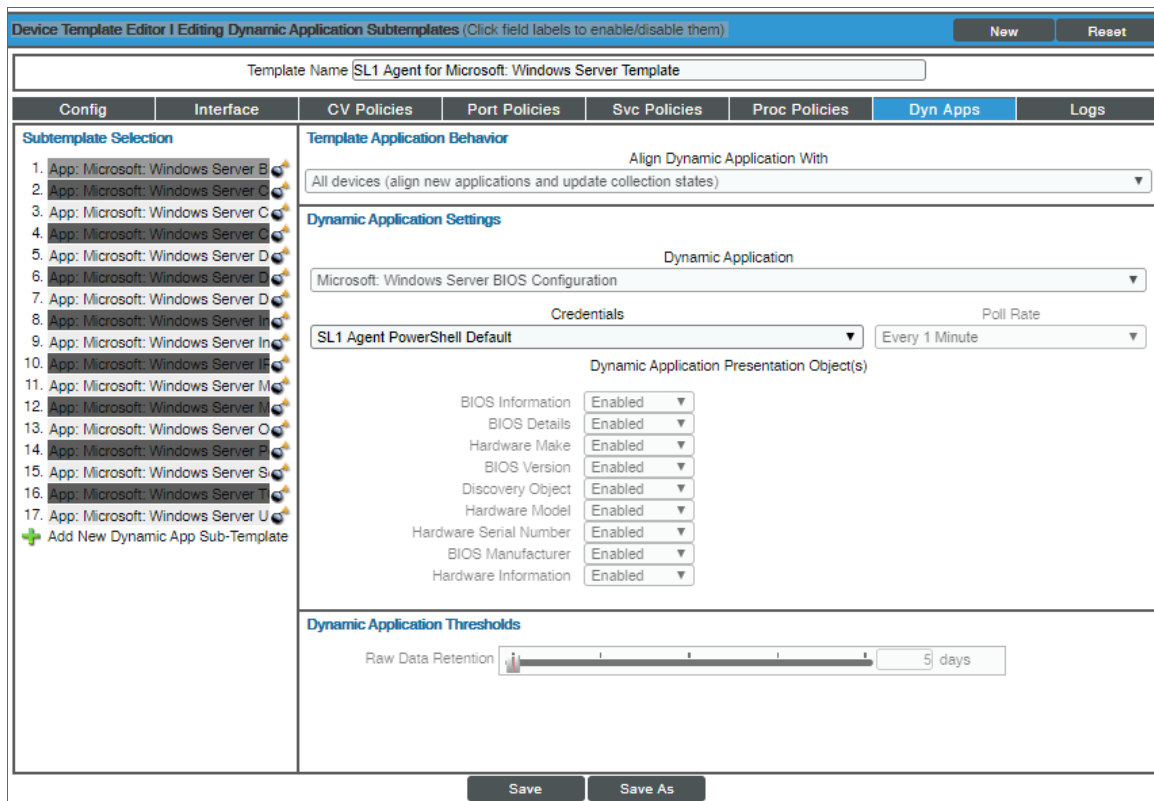 Device Template Editor | Editing Dynamic Application Subtemplates (Click field labels to enable/disable them)
New
Reset
Template Name SL1 Agent for Microsoft: Windows Server Template
Config Interface CV Policies Port Policies Svc Policies Proc Policies Dyn Apps Logs
Subtemplate Selection
1. App: Microsoft: Windows Server B
2. App: Microsoft: Windows Server C
3. App: Microsoft: Windows Server C
4. App: Microsoft: Windows Server C
5. App: Microsoft: Windows Server D
6. App: Microsoft: Windows Server D
7. App: Microsoft: Windows Server D
8. App: Microsoft: Windows Server In
9. App: Microsoft: Windows Server In
10. App: Microsoft: Windows Server IF
11. App: Microsoft: Windows Server M
12. App: Microsoft: Windows Server M
13. App: Microsoft: Windows Server O
14. App: Microsoft: Windows Server P
15. App: Microsoft: Windows Server S
16. App: Microsoft: Windows Server T
17. App: Microsoft: Windows Server U
Add New Dynamic App Sub-Template
Template Application Behavior
Align Dynamic Application With
All devices (align new applications and update collection states)
Dynamic Application Settings
Dynamic Application
Microsoft: Windows Server BIOS Configuration
Credentials Poll Rate
SL1 Agent PowerShell Default Every 1 Minute
Dynamic Application Presentation Object(s)
BIOS Information Enabled
BIOS Details Enabled
Hardware Make Enabled
BIOS Version Enabled
Discovery Object Enabled
Hardware Model Enabled
Hardware Serial Number Enabled
BIOS Manufacturer Enabled
Hardware Information Enabled
Dynamic Application Thresholds
Raw Data Retention 5 days
Save
Save As